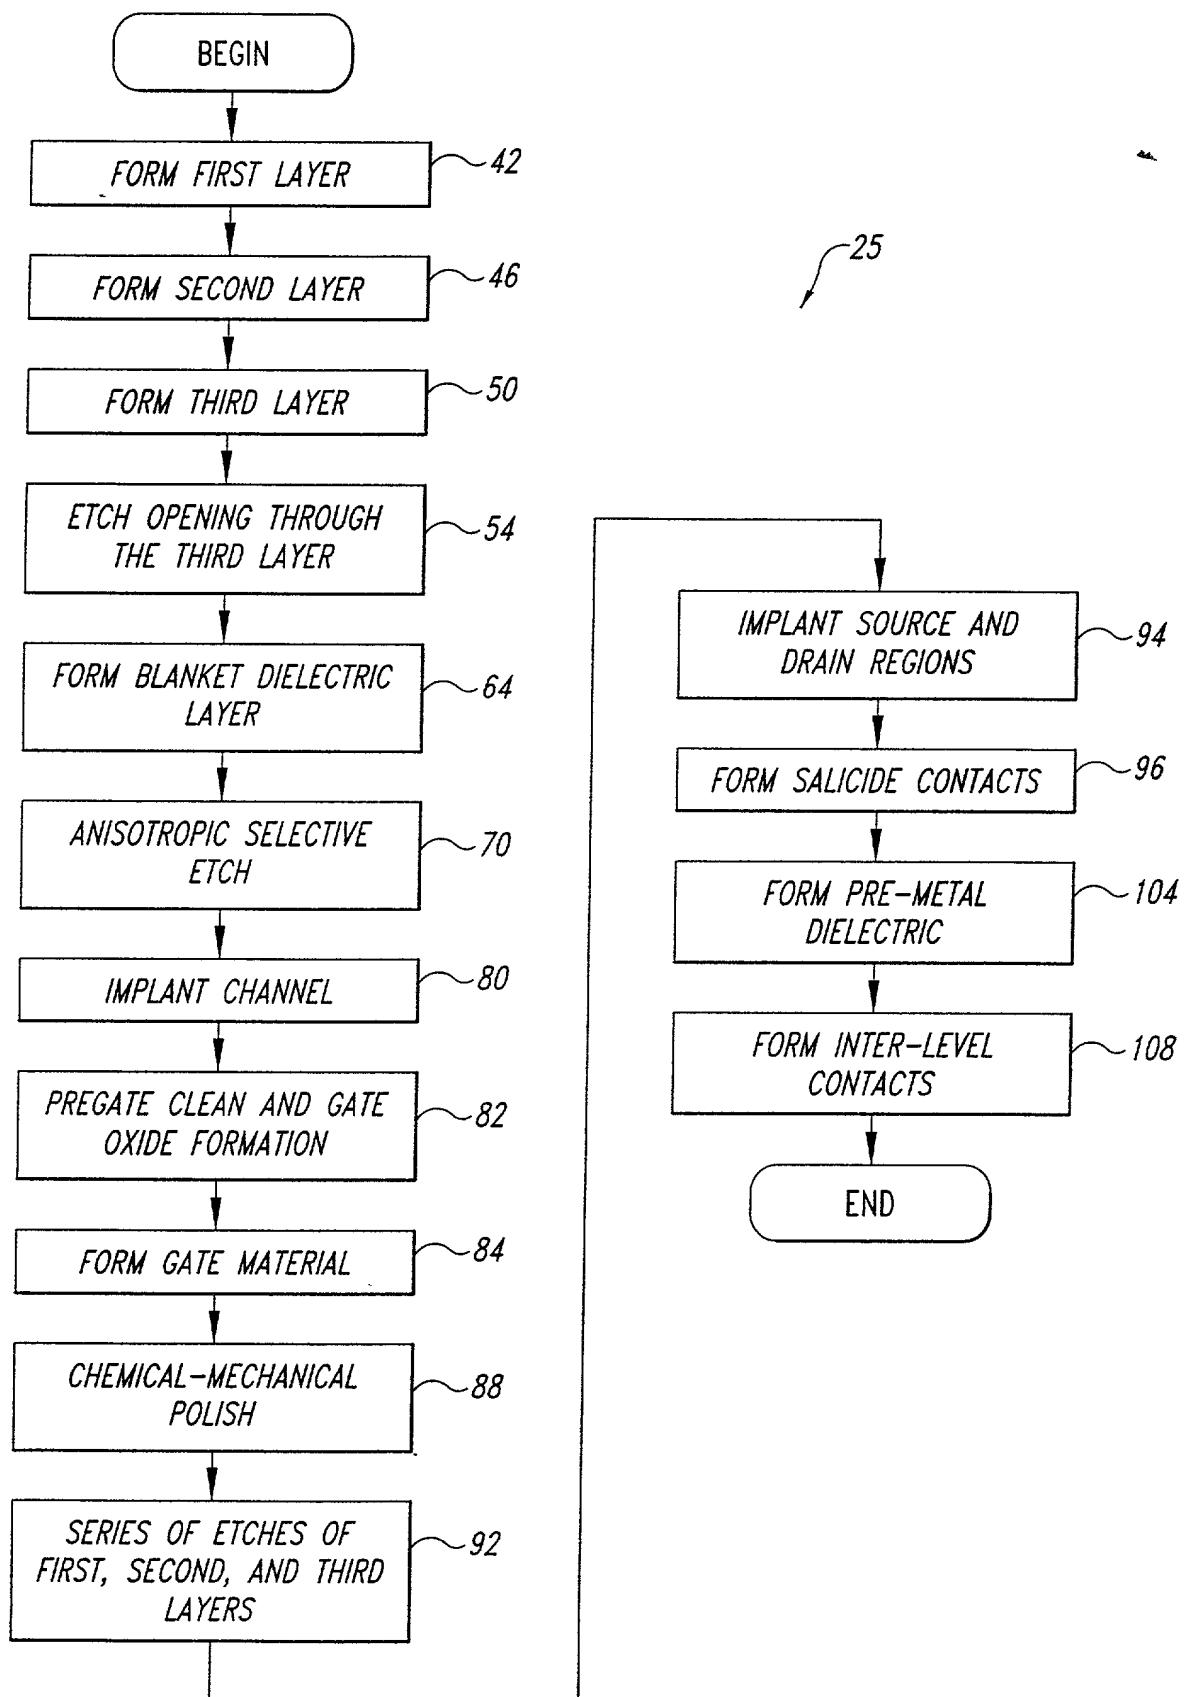 BEGIN
FORM FIRST LAYER
42
FORM SECOND LAYER
46
FORM THIRD LAYER
50
ETCH OPENING THROUGH
THE THIRD LAYER
54
FORM BLANKET DIELECTRIC
LAYER
64
ANISOTROPIC SELECTIVE
ETCH
70
IMPLANT CHANNEL
80
PREGATE CLEAN AND GATE
OXIDE FORMATION
82
FORM GATE MATERIAL
84
CHEMICAL-MECHANICAL
POLISH
88
SERIES OF ETCHES OF
FIRST, SECOND, AND THIRD
LAYERS
92
25
IMPLANT SOURCE AND
DRAIN REGIONS
94
FORM SALICIDE CONTACTS
96
FORM PRE-METAL
DIELECTRIC
104
FORM INTER-LEVEL
CONTACTS
108
END